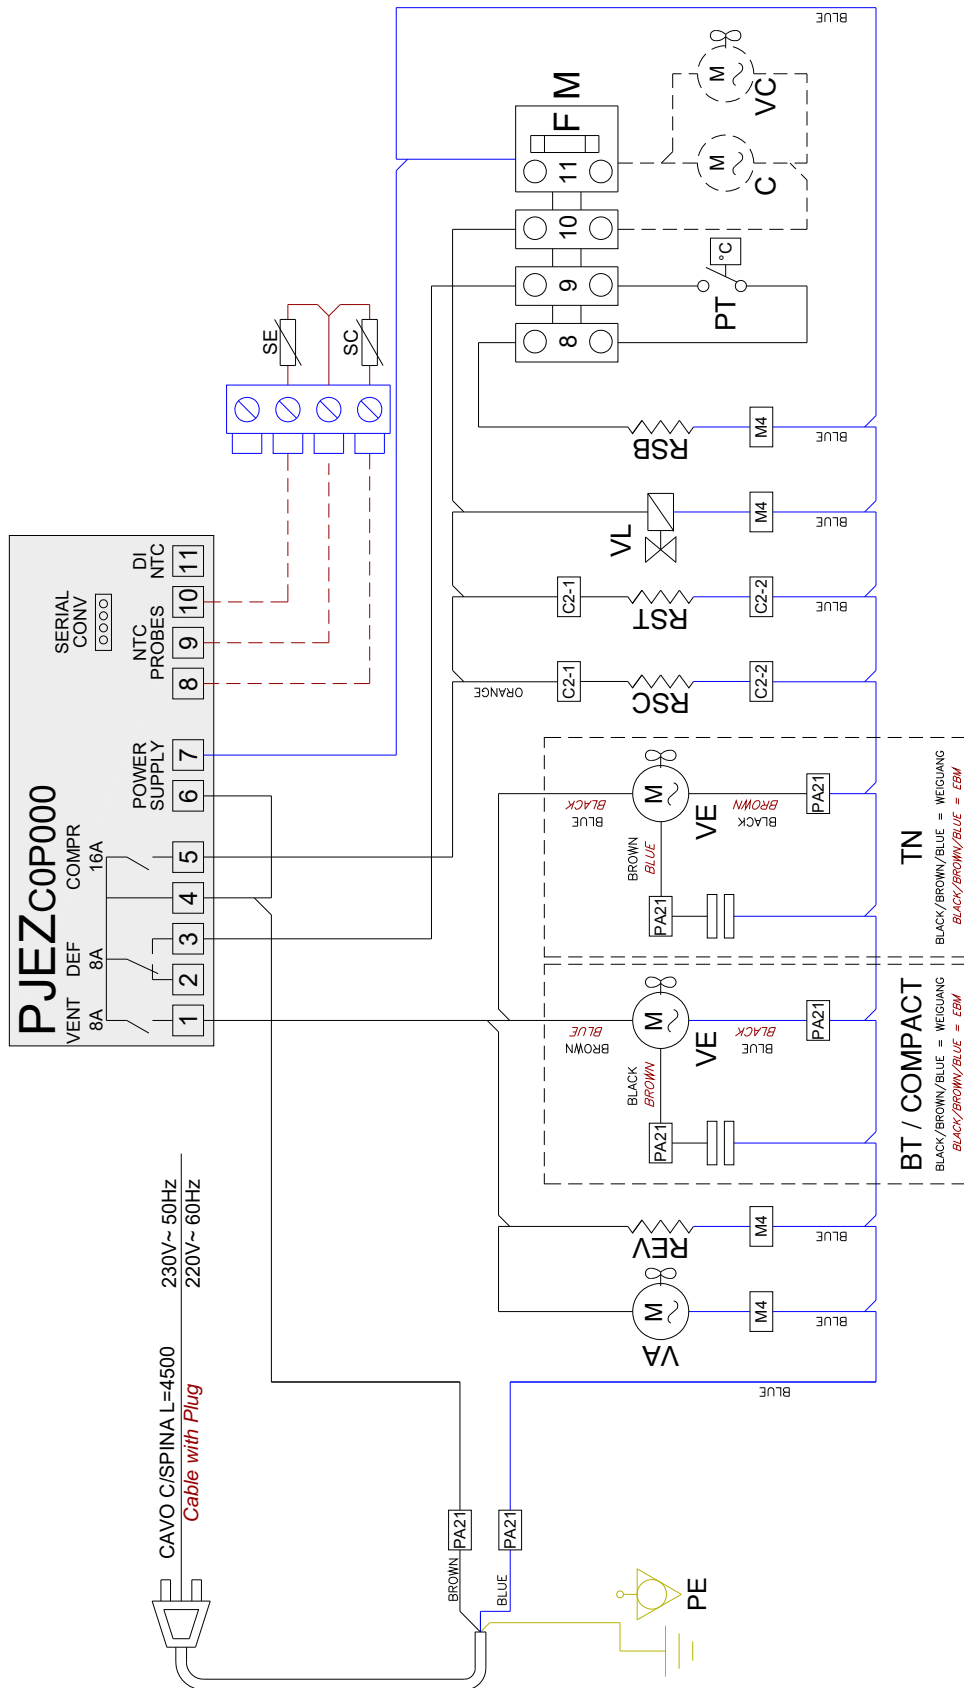 PJEZC0P000
VENT
8A
DEF
8A
COMPR
16A
POWER
SUPPLY
NTC
PROBES
DI
NTC
SERIAL
CONV
1
2
3
4
5
6
7
8
9
10
11
SE
SC
CAVO C/SPINA L=4500
Cable with Plug
230V~ 50Hz
220V~ 60Hz
BROWN
BLUE
PA21
PA21
PE
BLUE
8
9
10
11
F
M
PT
°C
C
M
VC
M
BLUE
VA
M
M4
BLUE
REV
M4
BLUE
BROWN
BLUE
BLACK
BROWN
PA21
M
VE
BLUE
BLACK
PA21
BT / COMPACT
BLACK/BROWN/BLUE = WEIGUANG
BLACK/BROWN/BLUE = EBM
BLUE
BLACK
BROWN
BLUE
PA21
M
VE
BLACK
BROWN
PA21
TN
BLACK/BROWN/BLUE = WEIGUANG
BLACK/BROWN/BLUE = EBM
ORANGE
C2-1
RSC
C2-2
C2-1
RST
C2-2
BLUE
VL
M4
BLUE
RSB
M4
BLUE